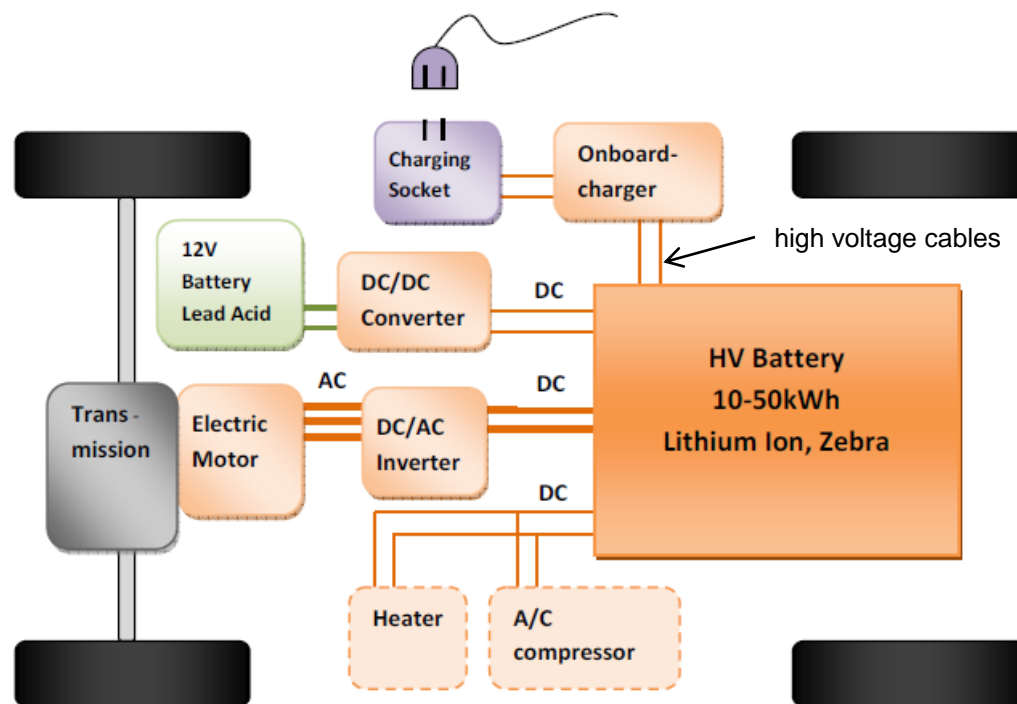 Charging
Socket
Onboard-
charger
high voltage cables
12V
Battery
Lead Acid
DC/DC
Converter
DC
HV Battery
10-50kWh
Lithium Ion, Zebra
Trans -
mission
Electric
Motor
AC
DC/AC
Inverter
DC
DC
Heater
A/C
compressor